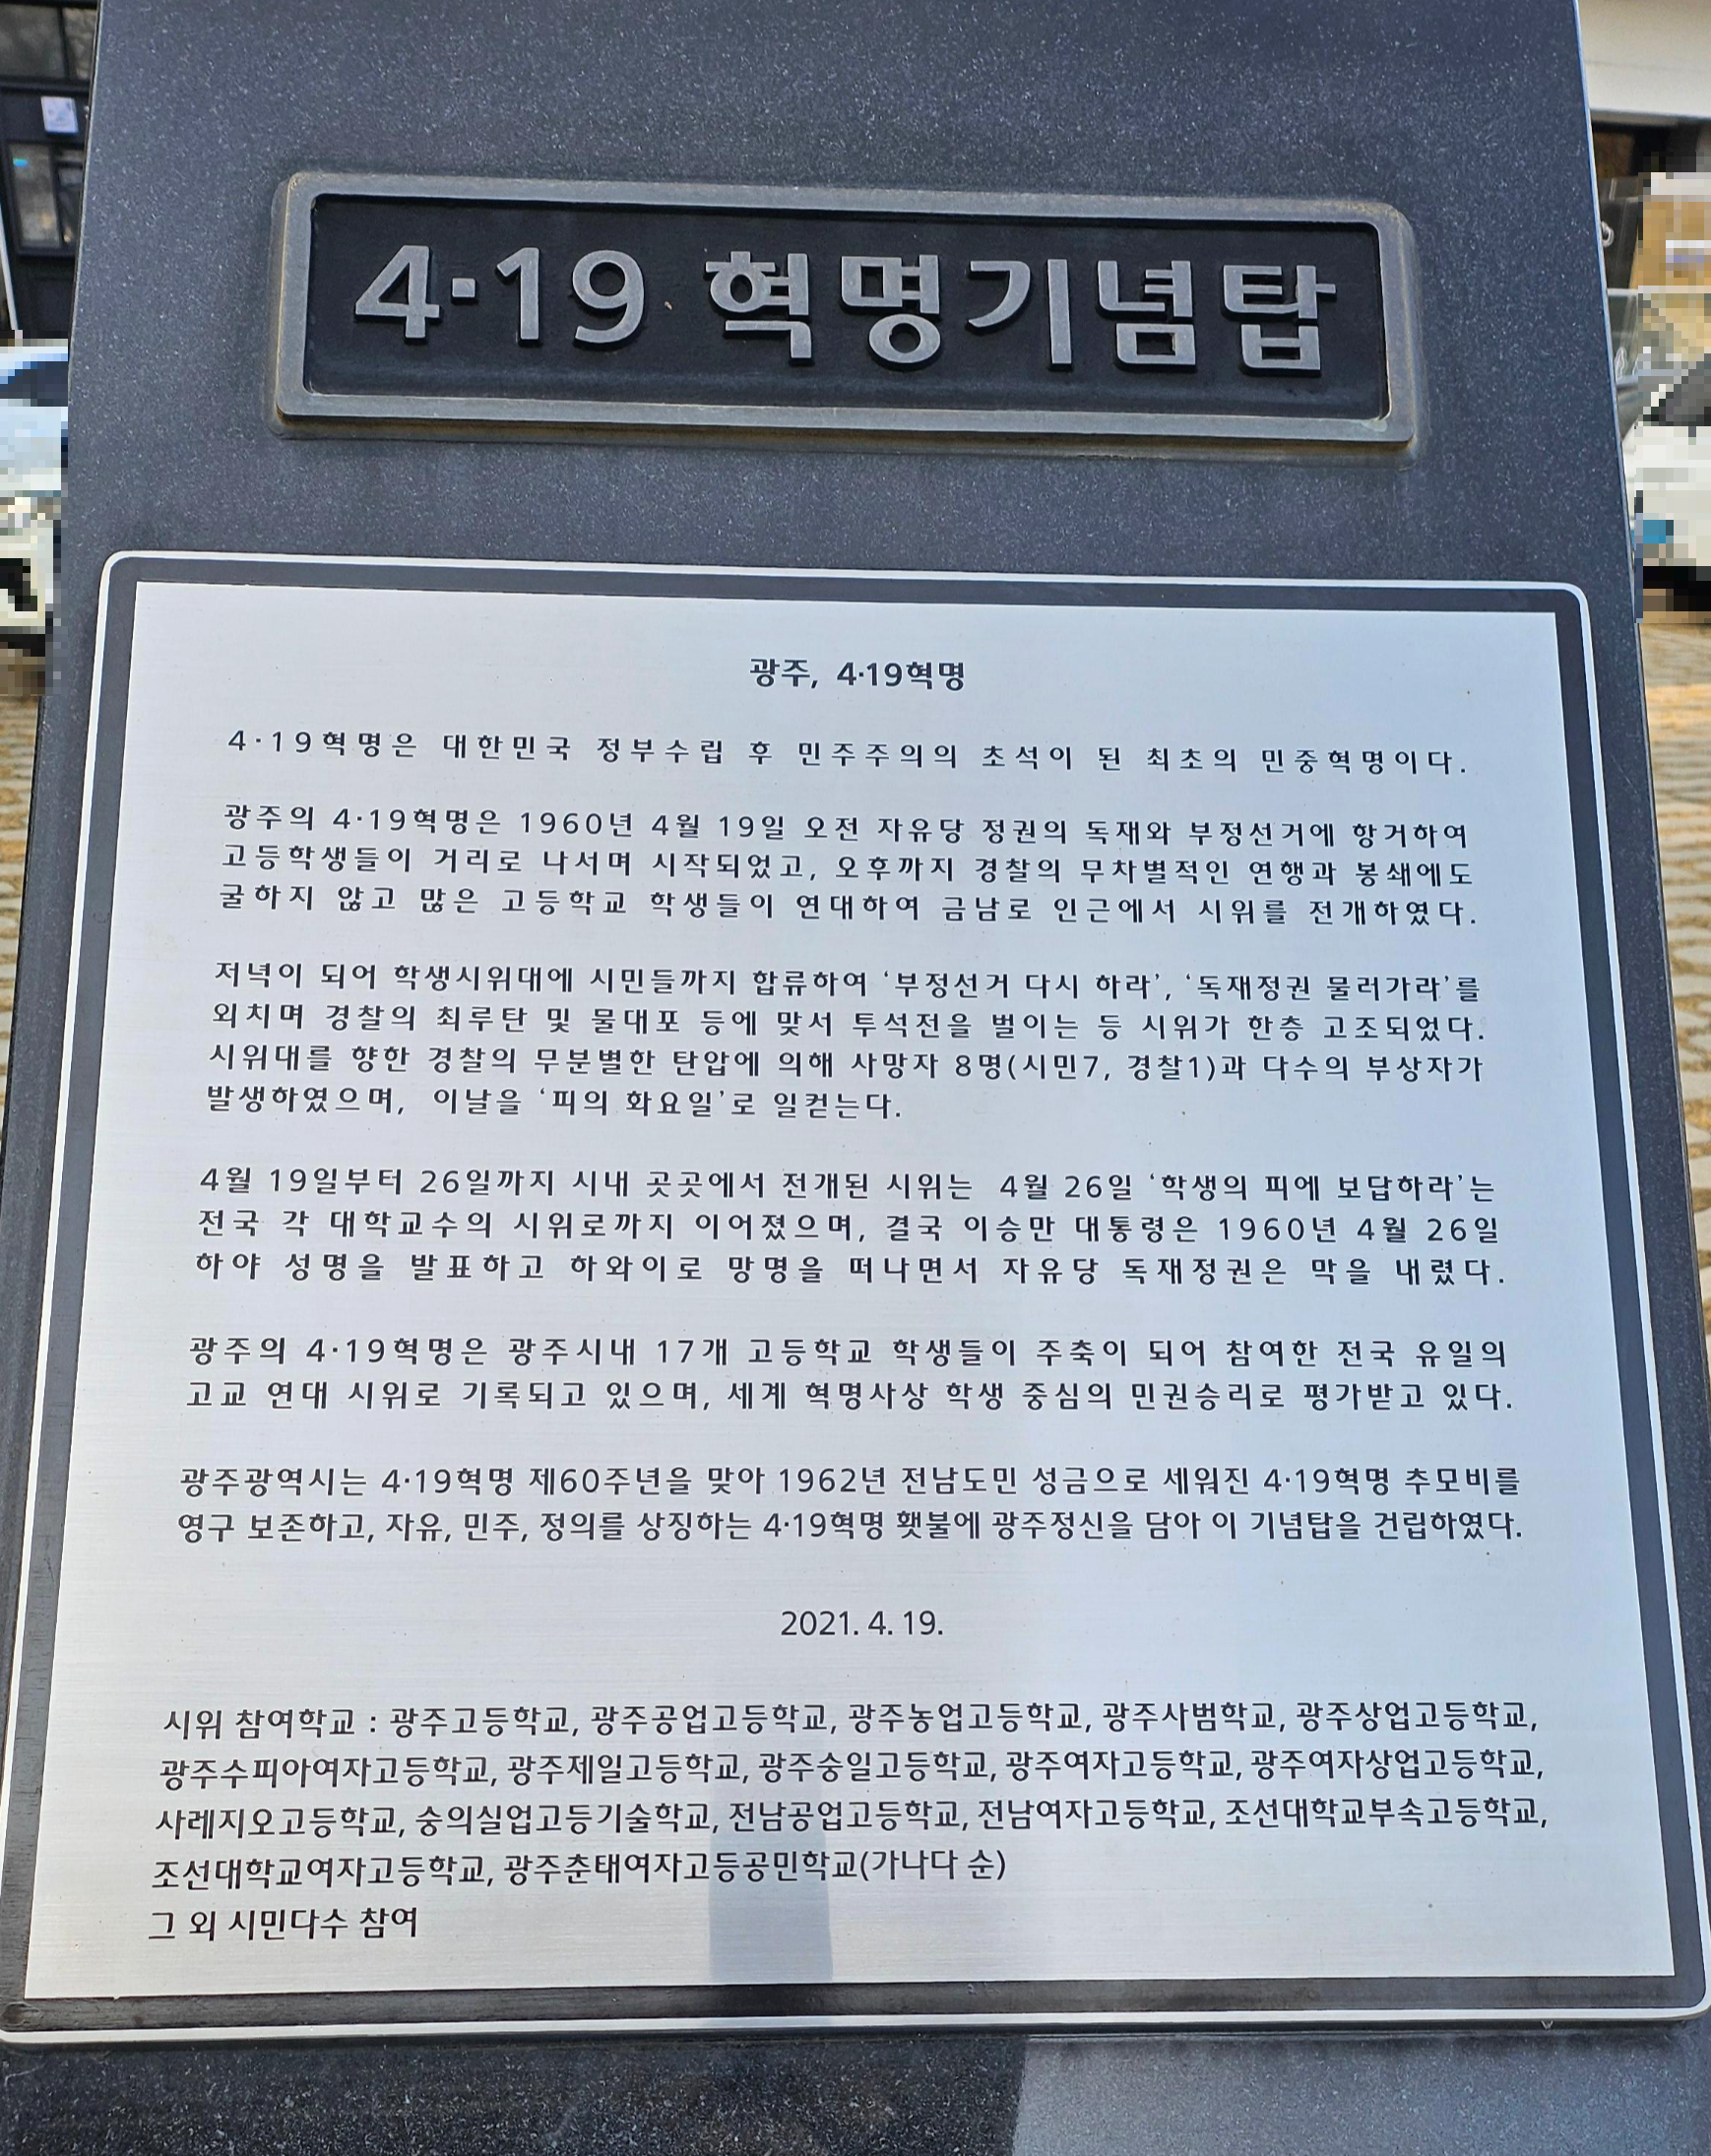 4·19 혁명기념탑
광주, 4·19혁명
4·19혁명은 대한민국 정부수립 후 민주주의의 초석이 된 최초의 민중혁명이다.
광주의 4·19혁명은 1960년 4월 19일 오전 자유당 정권의 독재와 부정선거에 항거하여
고등학생들이 거리로 나서며 시작되었고, 오후까지 경찰의 무차별적인 연행과 봉쇄에도
굴하지 않고 많은 고등학교 학생들이 연대하여 금남로 인근에서 시위를 전개하였다.
저녁이 되어 학생시위대에 시민들까지 합류하여 ‘부정선거 다시 하라’, ‘독재정권 물러가라’를
외치며 경찰의 최루탄 및 물대포 등에 맞서 투석전을 벌이는 등 시위가 한층 고조되었다.
시위대를 향한 경찰의 무분별한 탄압에 의해 사망자 8명(시민7, 경찰1)과 다수의 부상자가
발생하였으며, 이날을 ‘피의 화요일’로 일컫는다.
4월 19일부터 26일까지 시내 곳곳에서 전개된 시위는 4월 26일 ‘학생의 피에 보답하라’는
전국 각 대학교수의 시위로까지 이어졌으며, 결국 이승만 대통령은 1960년 4월 26일
하야 성명을 발표하고 하와이로 망명을 떠나면서 자유당 독재정권은 막을 내렸다.
광주의 4·19혁명은 광주시내 17개 고등학교 학생들이 주축이 되어 참여한 전국 유일의
고교 연대 시위로 기록되고 있으며, 세계 혁명사상 학생 중심의 민권승리로 평가받고 있다.
광주광역시는 4·19혁명 제60주년을 맞아 1962년 전남도민 성금으로 세워진 4·19혁명 추모비를
영구 보존하고, 자유, 민주, 정의를 상징하는 4·19혁명 횃불에 광주정신을 담아 이 기념탑을 건립하였다.
2021. 4. 19.
시위 참여학교 : 광주고등학교, 광주공업고등학교, 광주농업고등학교, 광주사범학교, 광주상업고등학교,
광주수피아여자고등학교, 광주제일고등학교, 광주숭일고등학교, 광주여자고등학교, 광주여자상업고등학교,
사레지오고등학교, 숭의실업고등기술학교, 전남공업고등학교, 전남여자고등학교, 조선대학교부속고등학교,
조선대학교여자고등학교, 광주춘태여자고등공민학교(가나다 순)
그 외 시민다수 참여